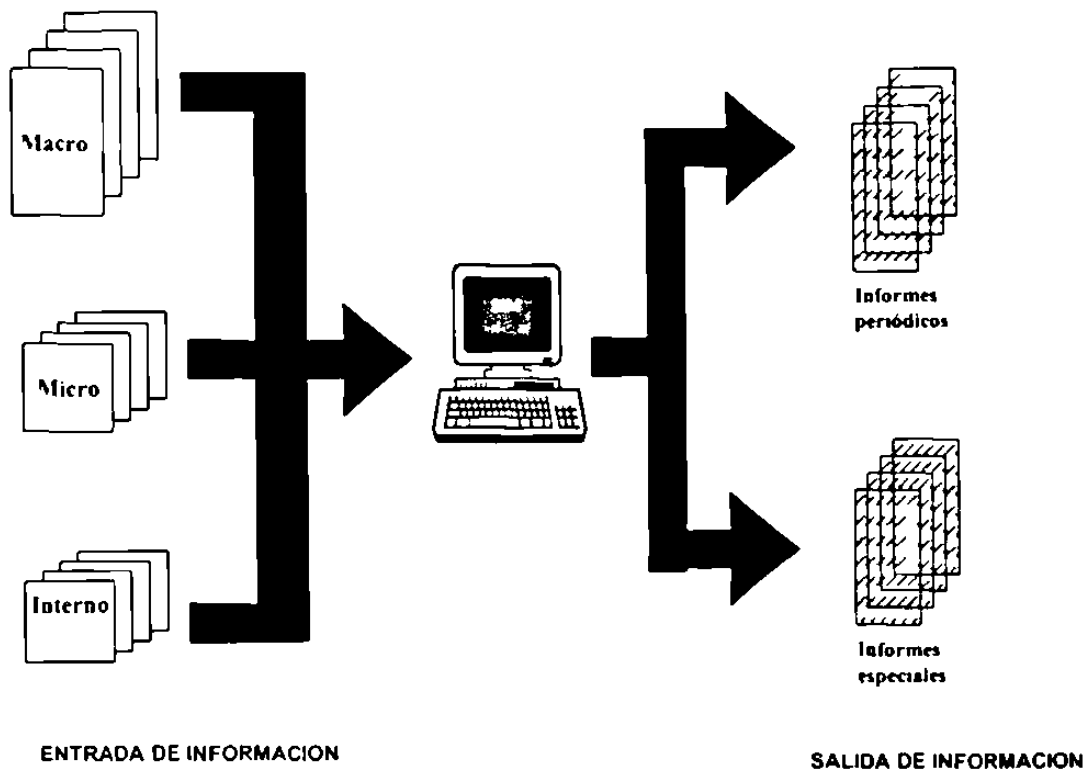 Macro
Micro
Interno
Informes
periódicos
Informes
especiales
ENTRADA DE INFORMACION
SALIDA DE INFORMACION